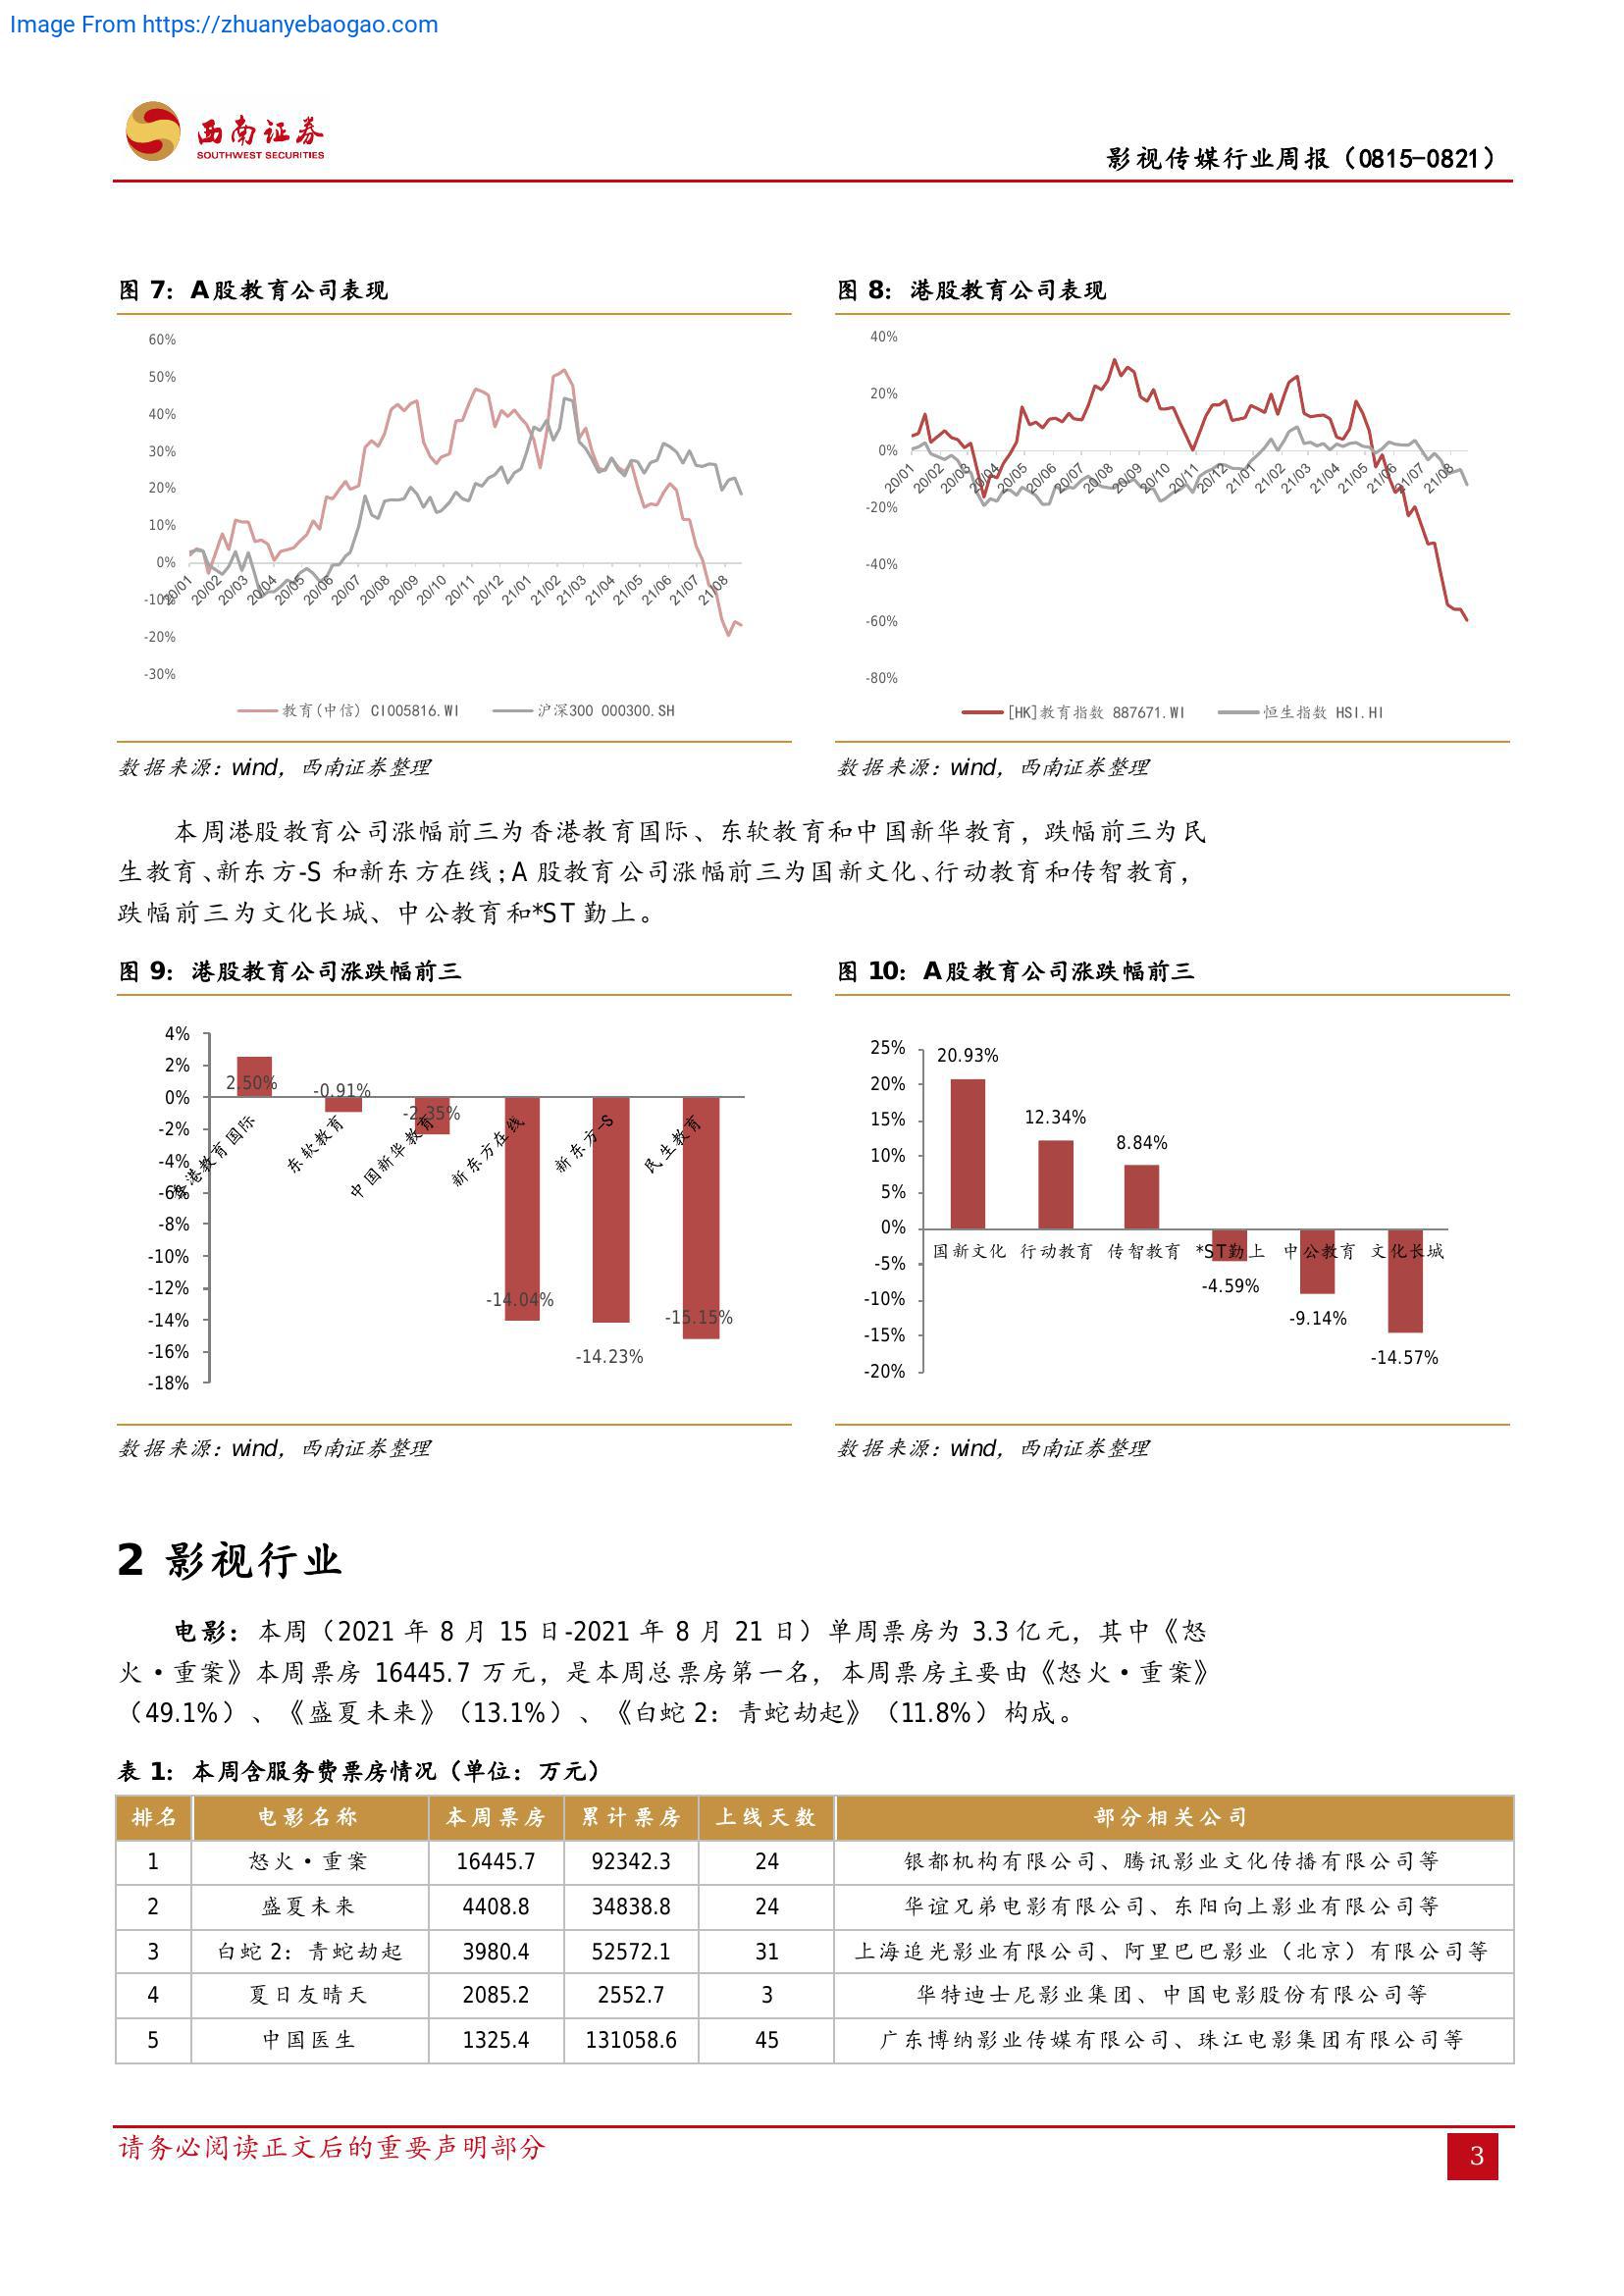 Image From https://zhuanyebaogao.com
西南证券
SOUTHWEST SECURITIES
影视传媒行业周报（0815-0821）
图 7：A股教育公司表现
60%
50%
40%
30%
20%
10%
0%
-10%
-20%
-30%
20/01 20/02 20/03 20/04 20/05 20/06 20/07 20/08 20/09 20/10 20/11 20/12 21/01 21/02 21/03 21/04 21/05 21/06 21/07 21/08
教育(中信) CI005816.WI 沪深300 000300.SH
数据来源：wind，西南证券整理
图 8：港股教育公司表现
40%
20%
0%
-20%
-40%
-60%
-80%
20/01 20/02 20/03 20/04 20/05 20/06 20/07 20/08 20/09 20/10 20/11 20/12 21/01 21/02 21/03 21/04 21/05 21/06 21/07 21/08
[HK]教育指数 887671.WI 恒生指数 HSI.HI
数据来源：wind，西南证券整理
本周港股教育公司涨幅前三为香港教育国际、东软教育和中国新华教育，跌幅前三为民
生教育、新东方-S 和新东方在线；A 股教育公司涨幅前三为国新文化、行动教育和传智教育，
跌幅前三为文化长城、中公教育和*ST 勤上。
图 9：港股教育公司涨跌幅前三
4%
2%
0%
-2%
-4%
-6%
-8%
-10%
-12%
-14%
-16%
-18%
2.50% -0.91% -2.35% -14.04% -14.23% -15.15%
香港教育国际 东软教育 中国新华教育 新东方在线 新东方-S 民生教育
数据来源：wind，西南证券整理
图 10：A股教育公司涨跌幅前三
25%
20%
15%
10%
5%
0%
-5%
-10%
-15%
-20%
20.93% 12.34% 8.84% -4.59% -9.14% -14.57%
国新文化 行动教育 传智教育 *ST勤上 中公教育 文化长城
数据来源：wind，西南证券整理
2 影视行业
电影：本周（2021 年 8 月 15 日-2021 年 8 月 21 日）单周票房为 3.3 亿元，其中《怒
火·重案》本周票房 16445.7 万元，是本周总票房第一名，本周票房主要由《怒火·重案》
（49.1%）、《盛夏未来》（13.1%）、《白蛇 2：青蛇劫起》（11.8%）构成。
表 1：本周含服务费票房情况（单位：万元）
排名 电影名称 本周票房 累计票房 上线天数 部分相关公司
1 怒火·重案 16445.7 92342.3 24 银都机构有限公司、腾讯影业文化传播有限公司等
2 盛夏未来 4408.8 34838.8 24 华谊兄弟电影有限公司、东阳向上影业有限公司等
3 白蛇 2：青蛇劫起 3980.4 52572.1 31 上海追光影业有限公司、阿里巴巴影业（北京）有限公司等
4 夏日友晴天 2085.2 2552.7 3 华特迪士尼影业集团、中国电影股份有限公司等
5 中国医生 1325.4 131058.6 45 广东博纳影业传媒有限公司、珠江电影集团有限公司等
请务必阅读正文后的重要声明部分
3